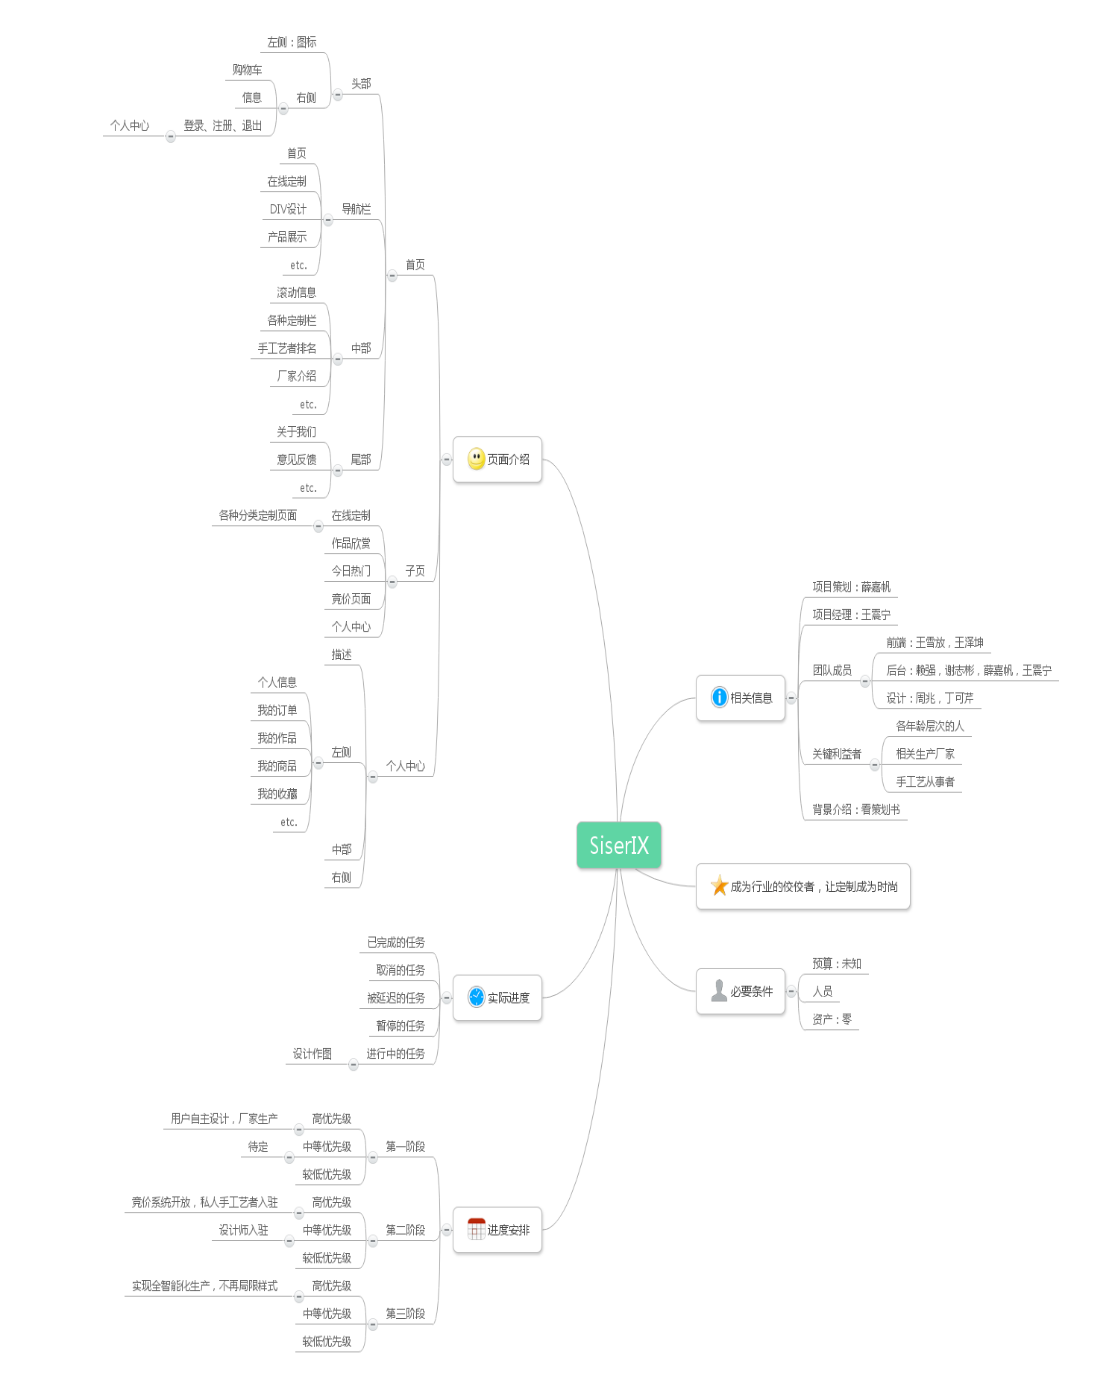 左侧：图标
购物车
信息
个人中心
登录、注册、退出
右侧
头部
首页
在线定制
DIV设计
产品展示
etc.
导航栏
滚动信息
各种定制栏
手工艺者排名
厂家介绍
etc.
中部
关于我们
意见反馈
etc.
尾部
首页
各种分类定制页面
在线定制
作品欣赏
今日热门
竟价页面
个人中心
子页
描述
个人信息
我的订单
我的作品
我的商品
我的收藏
etc.
左侧
中部
右侧
个人中心
页面介绍
已完成的任务
取消的任务
被延迟的任务
暂停的任务
设计作图
进行中的任务
实际进度
用户自主设计，厂家生产
高优先级
待定
中等优先级
较低优先级
第一阶段
竟价系统开放，私人手工艺者入驻
高优先级
设计师入驻
中等优先级
较低优先级
第二阶段
实现全智能化生产，不再局限样式
高优先级
中等优先级
较低优先级
第三阶段
进度安排
SiserIX
相关信息
项目策划：薛嘉帆
项目经理：王震宁
团队成员
前端：王雪放，王泽坤
后台：赖强，谢志彬，薛嘉帆，王震宁
设计：周兆，丁可芹
关键利益者
各年龄层次的人
相关生产厂家
手工艺从事者
背景介绍：看策划书
成为行业的佼佼者，让定制成为时尚
必要条件
预算：未知
人员
资产：零